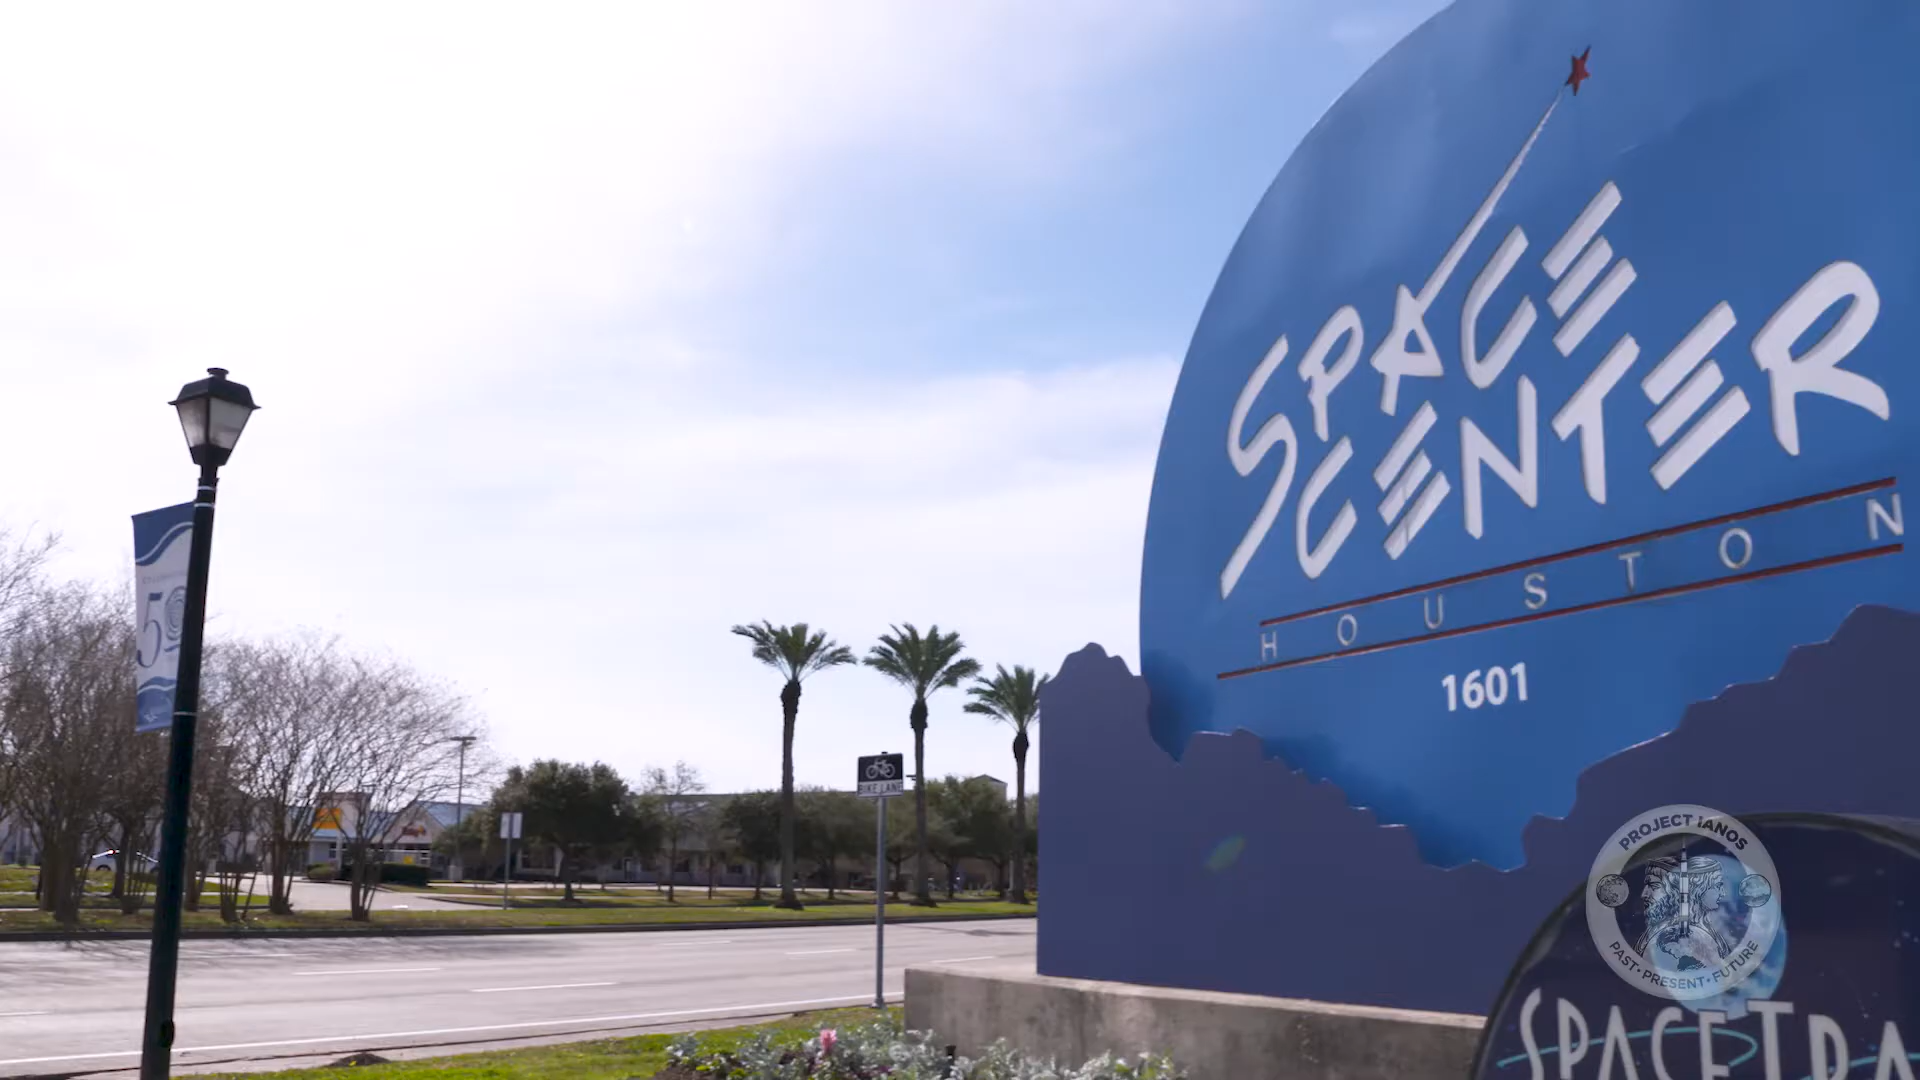 SPACE
CENTER
HOUSTON
1601
50
BIKE LANE
PROJECT IANOS
PAST • PRESENT • FUTURE